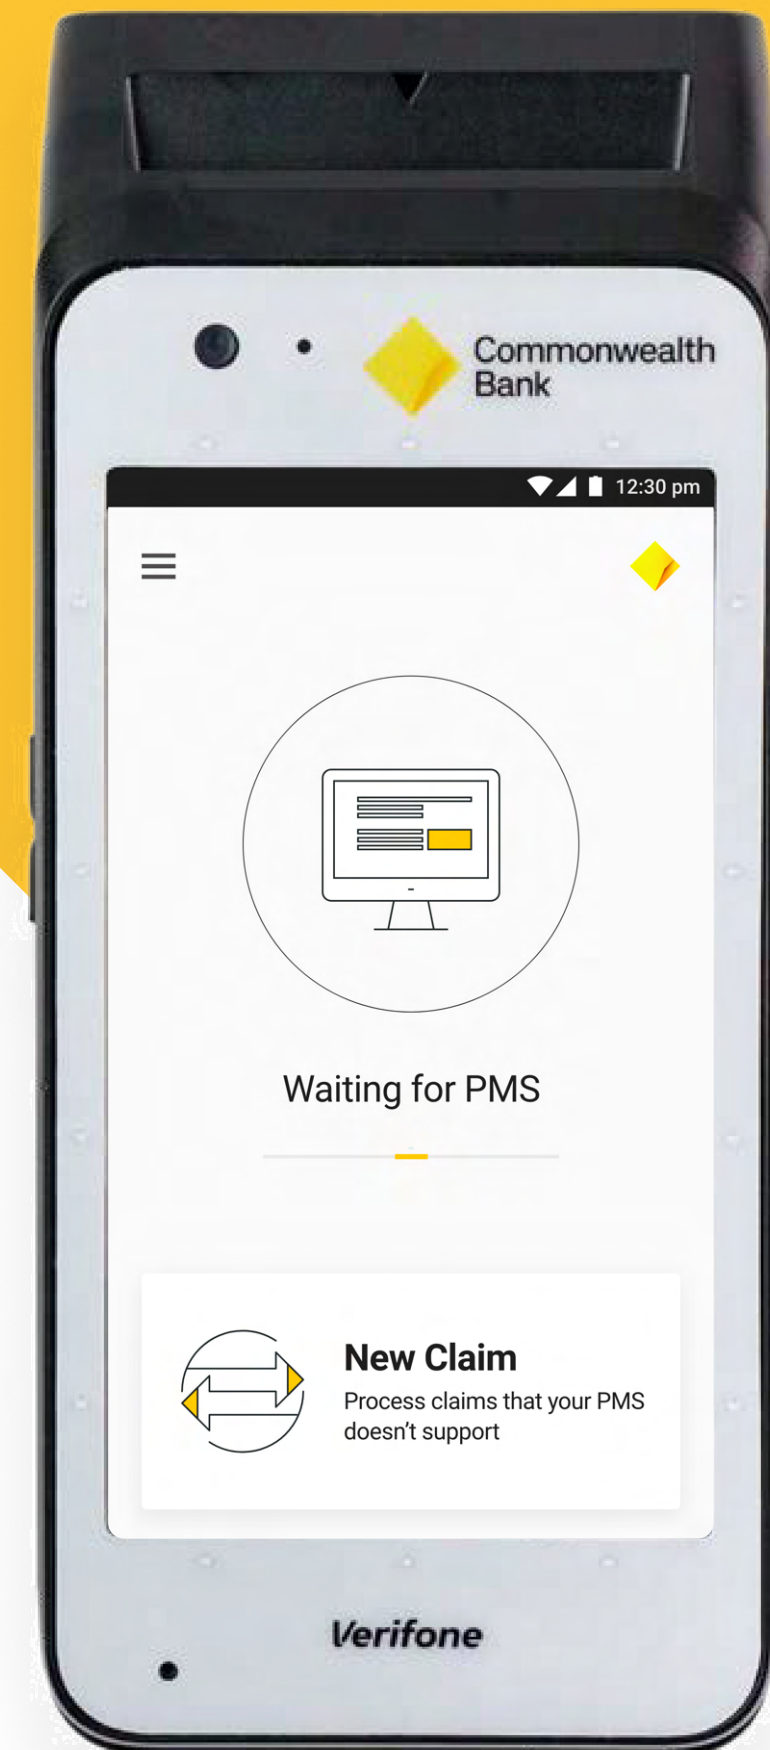 Commonwealth
Bank
12:30 pm
Waiting for PMS
New Claim
Process claims that your PMS
doesn't support
Verifone